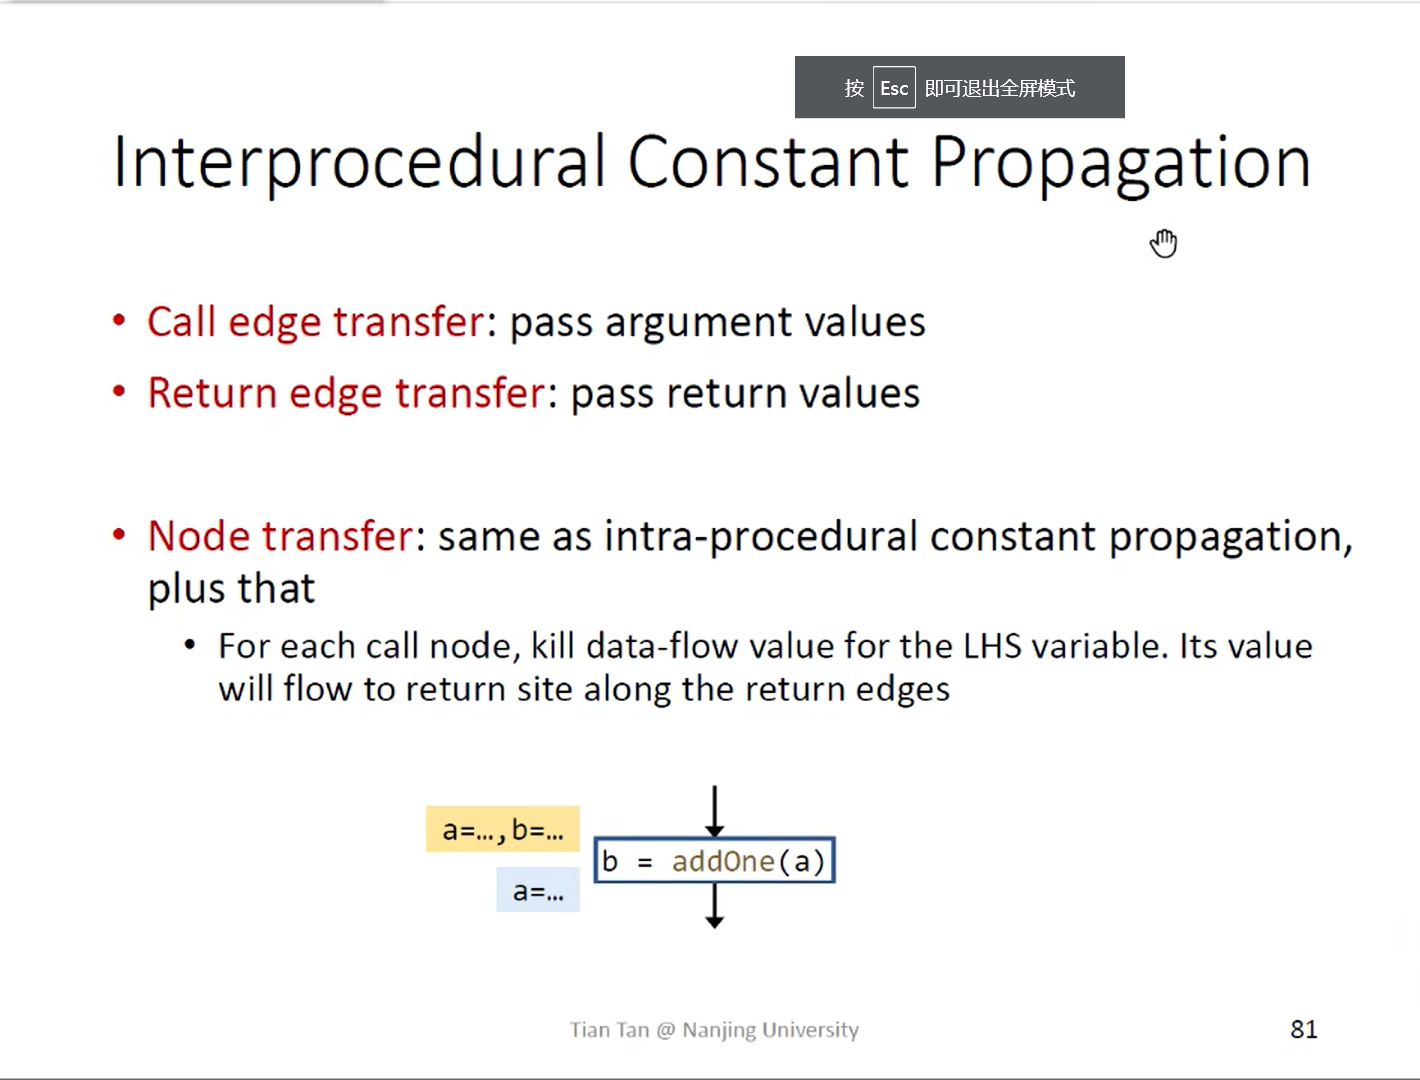 按 Esc 即可退出全屏模式
Interprocedural Constant Propagation
• Call edge transfer: pass argument values
• Return edge transfer: pass return values
• Node transfer: same as intra-procedural constant propagation,
plus that
• For each call node, kill data-flow value for the LHS variable. Its value
will flow to return site along the return edges
a=…,b=…
b = addOne(a)
a=…
Tian Tan @ Nanjing University
81